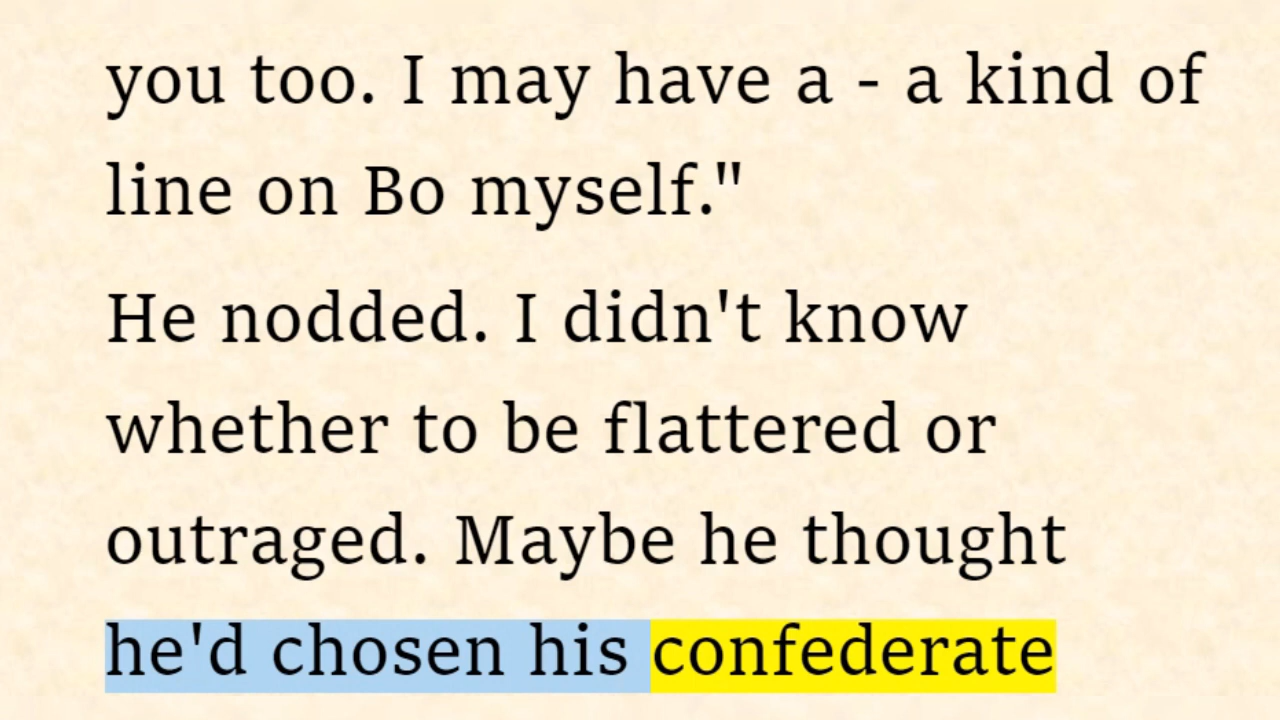 you too. I may have a - a kind of
line on Bo myself."
He nodded. I didn't know
whether to be flattered or
outraged. Maybe he thought
he'd chosen his confederate